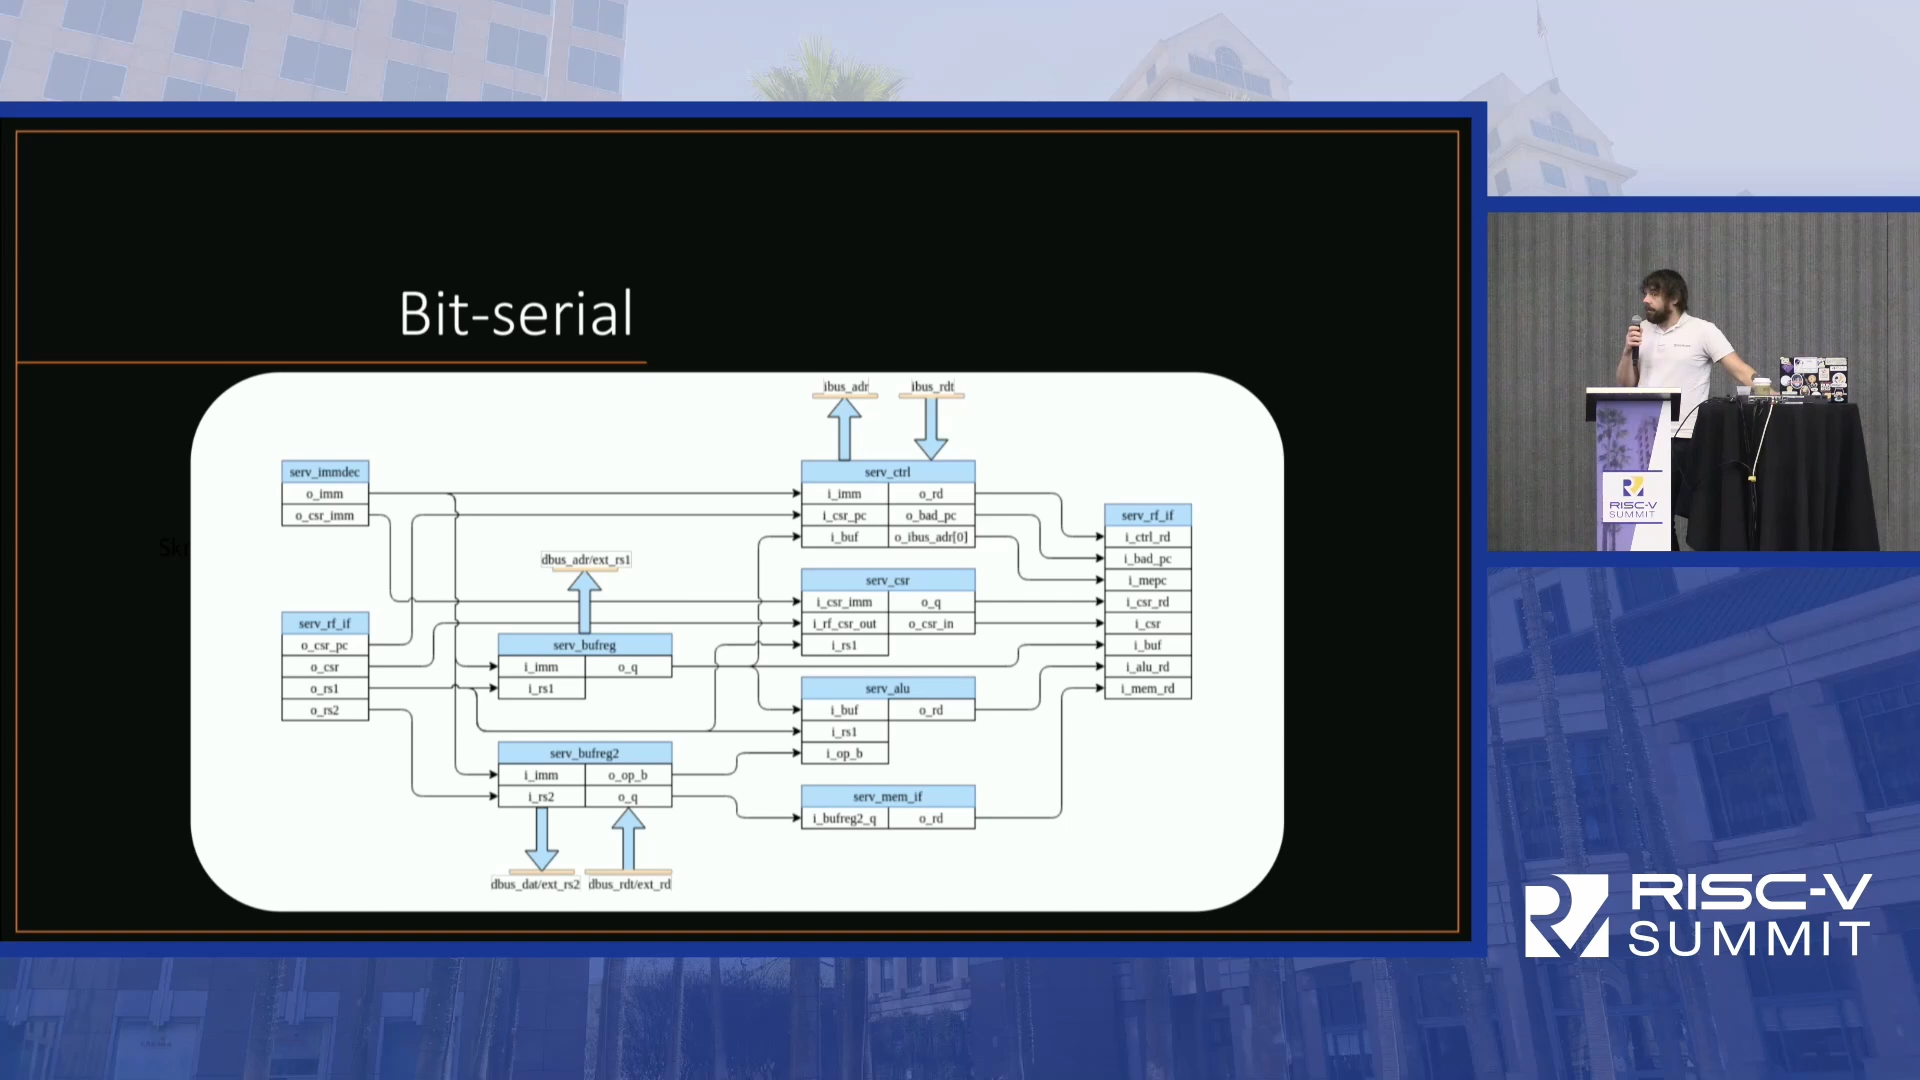 Bit-serial
ibus_adr
ibus_rdt
serv_immdec
o_imm
o_csr_imm
serv_rf_if
o_csr_pc
o_csr
o_rs1
o_rs2
dbus_adr/ext_rs1
serv_bufreg
i_imm o_q
i_rs1
serv_bufreg2
i_imm o_op_b
i_rs2 o_q
dbus_dat/ext_rs2
dbus_rdt/ext_rd
serv_ctrl
i_imm o_rd
i_csr_pc o_bad_pc
i_buf o_ibus_adr[0]
serv_csr
i_csr_imm o_q
i_rf_csr_out o_csr_in
i_rs1
serv_alu
i_buf o_rd
i_rs1
i_op_b
serv_mem_if
i_bufreg2_q o_rd
serv_rf_if
i_ctrl_rd
i_bad_pc
i_mepc
i_csr_rd
i_csr
i_buf
i_alu_rd
i_mem_rd
RISC-V
SUMMIT
RISC-V
SUMMIT